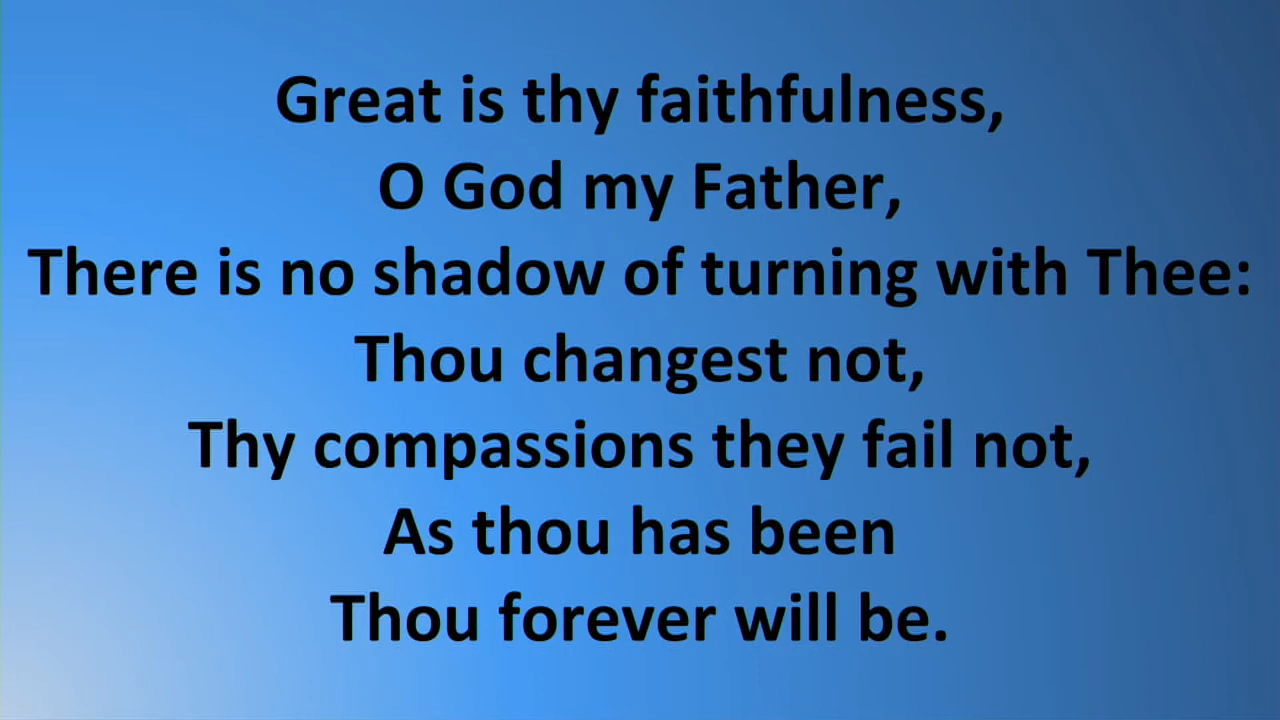 Great is thy faithfulness,
O God my Father,
There is no shadow of turning with Thee:
Thou changest not,
Thy compassions they fail not,
As thou has been
Thou forever will be.